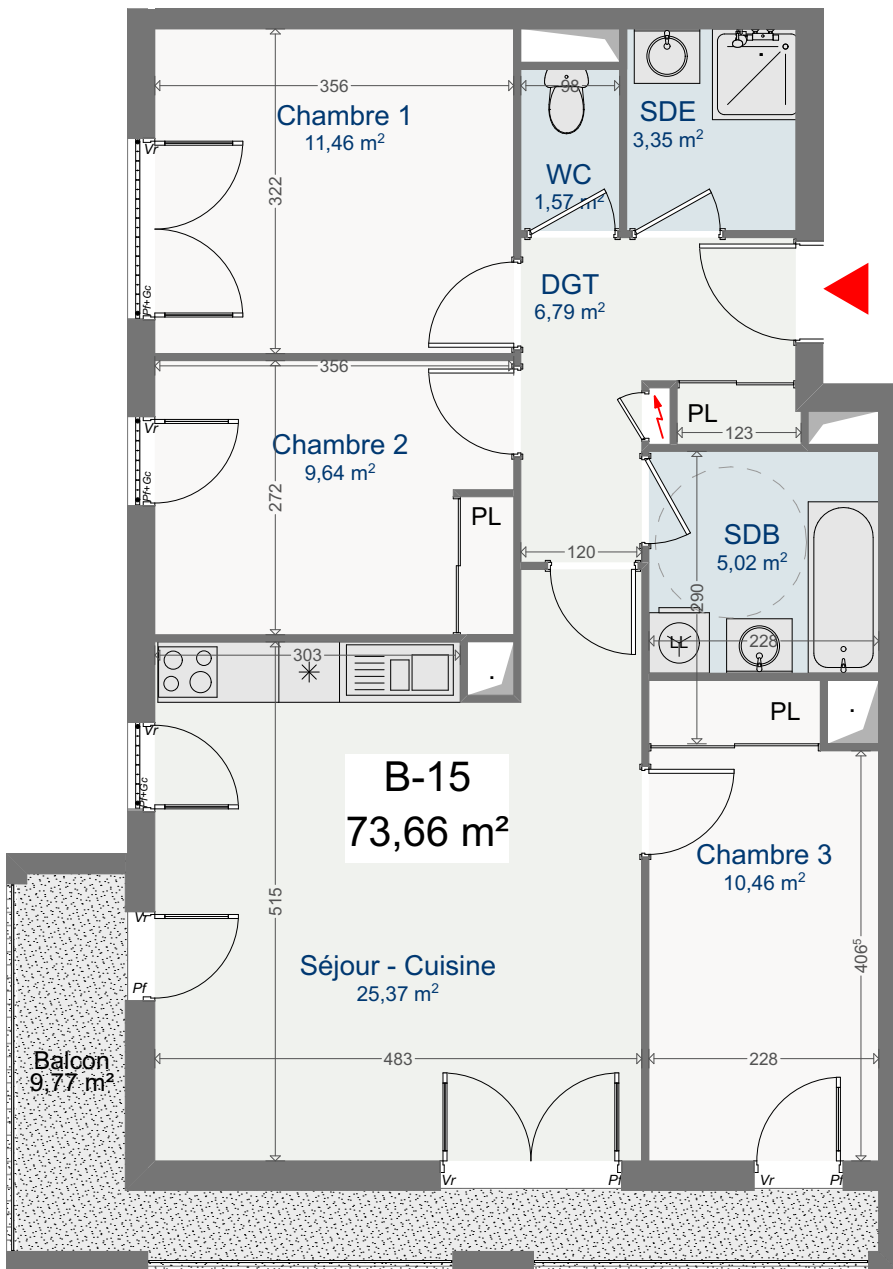 356
Chambre 1
11,46 m²
322
Vr
Pf+Gc
98
WC
1,57 m²
SDE
3,35 m²
DGT
6,79 m²
356
Chambre 2
9,64 m²
272
Vr
Pf+Gc
PL
PL
123
120
SDB
5,02 m²
290
228
LL
303
.
PL
.
Vr
Pf+Gc
B-15
73,66 m²
Chambre 3
10,46 m²
406⁵
228
515
Vr
Pf
Séjour - Cuisine
25,37 m²
483
Balcon
9,77 m²
Vr
Pf
Vr
Pf